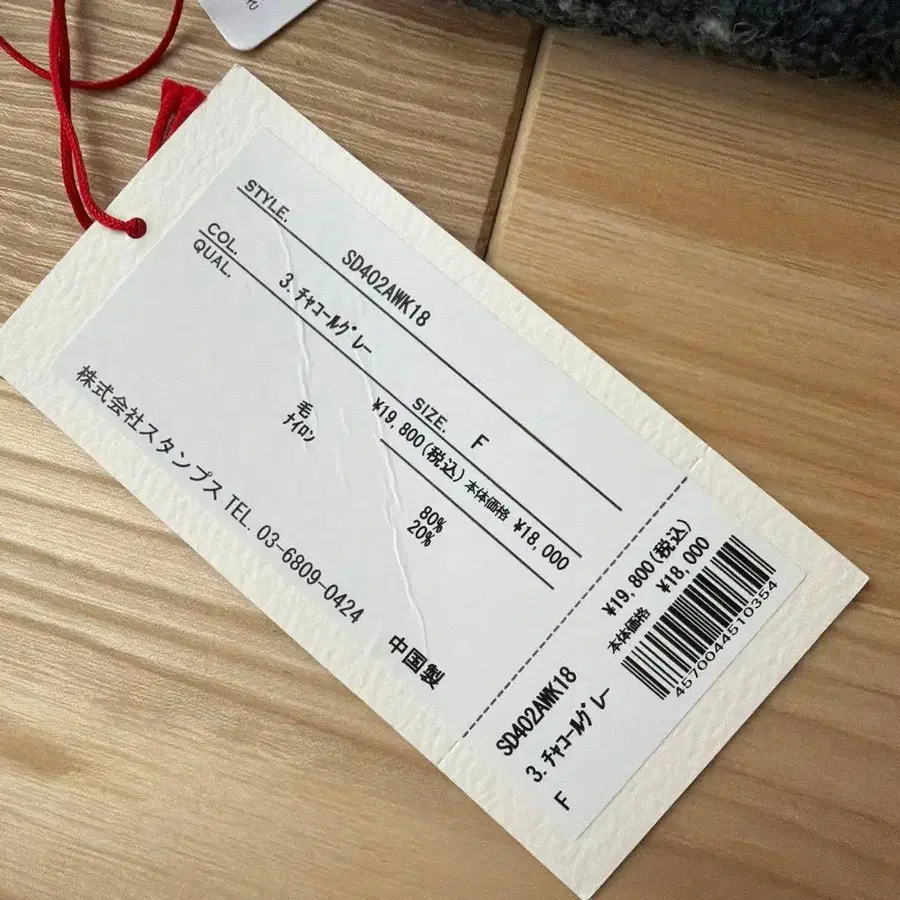 れ
STYLE. SD402AWK18
COL. 3.ﾁｬｺｰﾙｸﾞﾚｰ SIZE. F
QUAL. ¥19,800(税込) 本体価格 ¥18,000
毛 80%
ﾅｲﾛﾝ 20%
株式会社スタンプス TEL. 03-6809-0424
中国製
¥19,800(税込)
本体価格 ¥18,000
4570044510354
SD402AWK18
3.ﾁｬｺｰﾙｸﾞﾚｰ
F